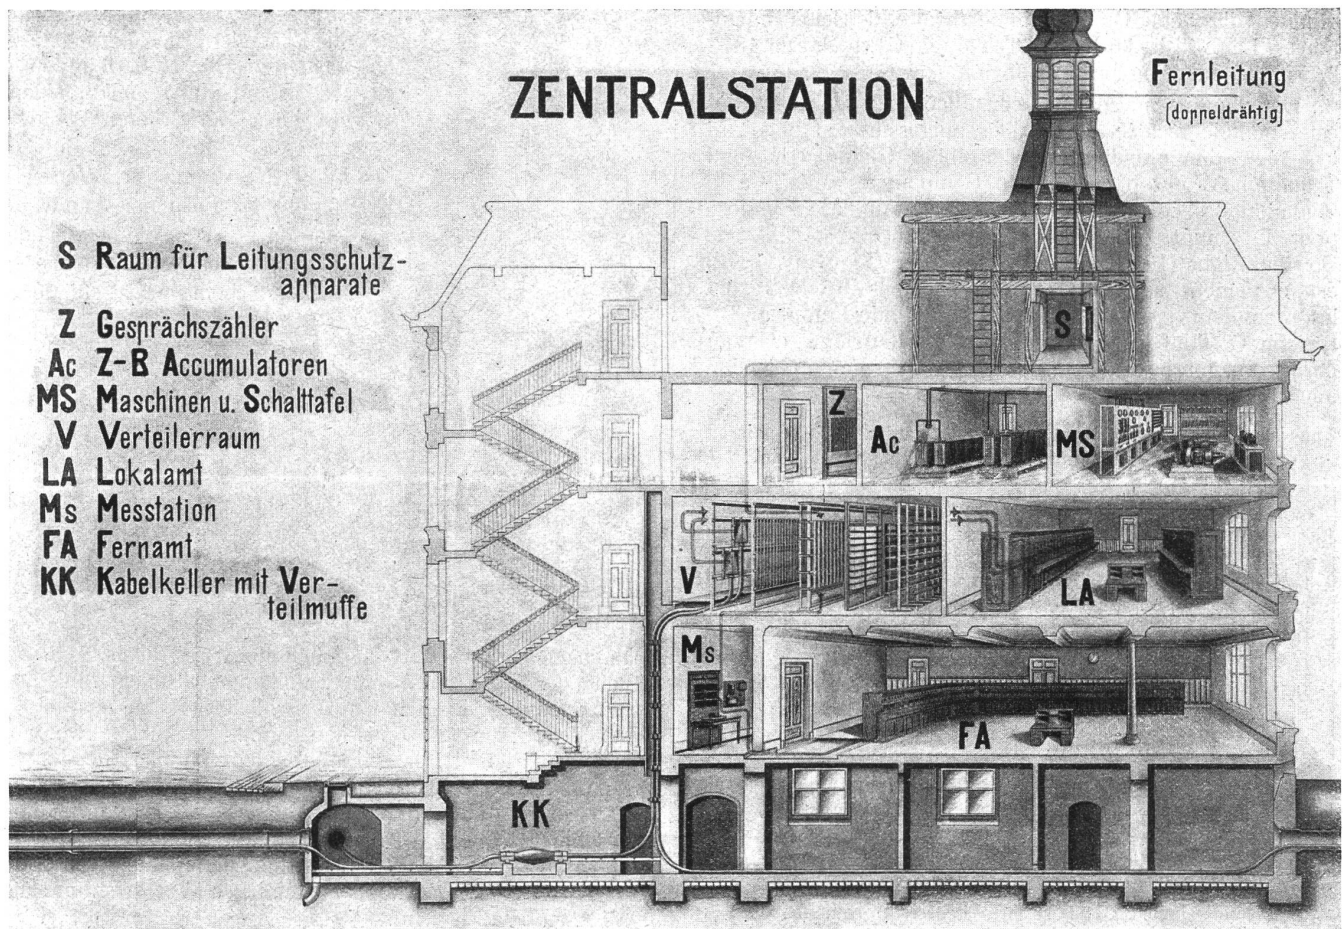 ZENTRALSTATION
Fernleitung
(doppeldrähtig)
S Raum für Leitungsschutz-
apparate
Z Gesprächszähler
Ac Z-B Accumulatoren
MS Maschinen u. Schalttafel
V Verteilerraum
LA Lokalamt
Ms Messtation
FA Fernamt
KK Kabelkeller mit Ver-
teilmuffe
S
Z
Ac
MS
V
LA
Ms
FA
KK